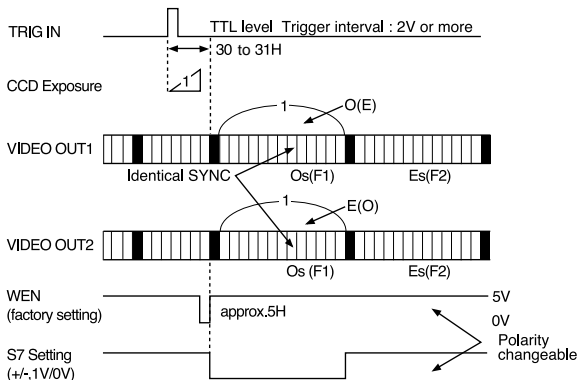 TRIG IN
TTL level Trigger interval : 2V or more
30 to 31H
CCD Exposure
1
1
O(E)
VIDEO OUT1
Identical SYNC
Os(F1)
Es(F2)
1
E(O)
VIDEO OUT2
Os (F1)
Es(F2)
WEN
(factory setting)
approx.5H
5V
0V
Polarity
changeable
S7 Setting
(+/-,1V/0V)